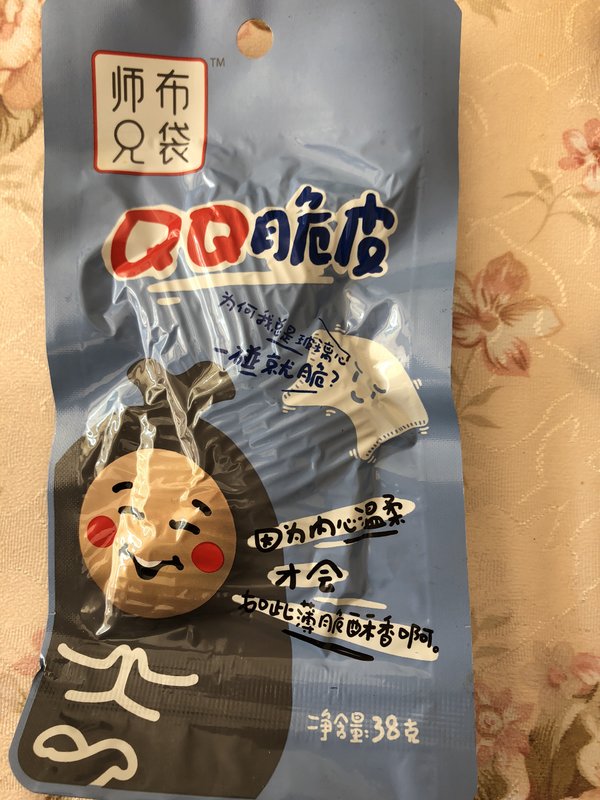 师布
兄袋
TM
QQ脆皮
为何我总是玻璃心
一碰就脆？
因为内心温柔
才会
如此薄脆酥香啊。
净含量:38克